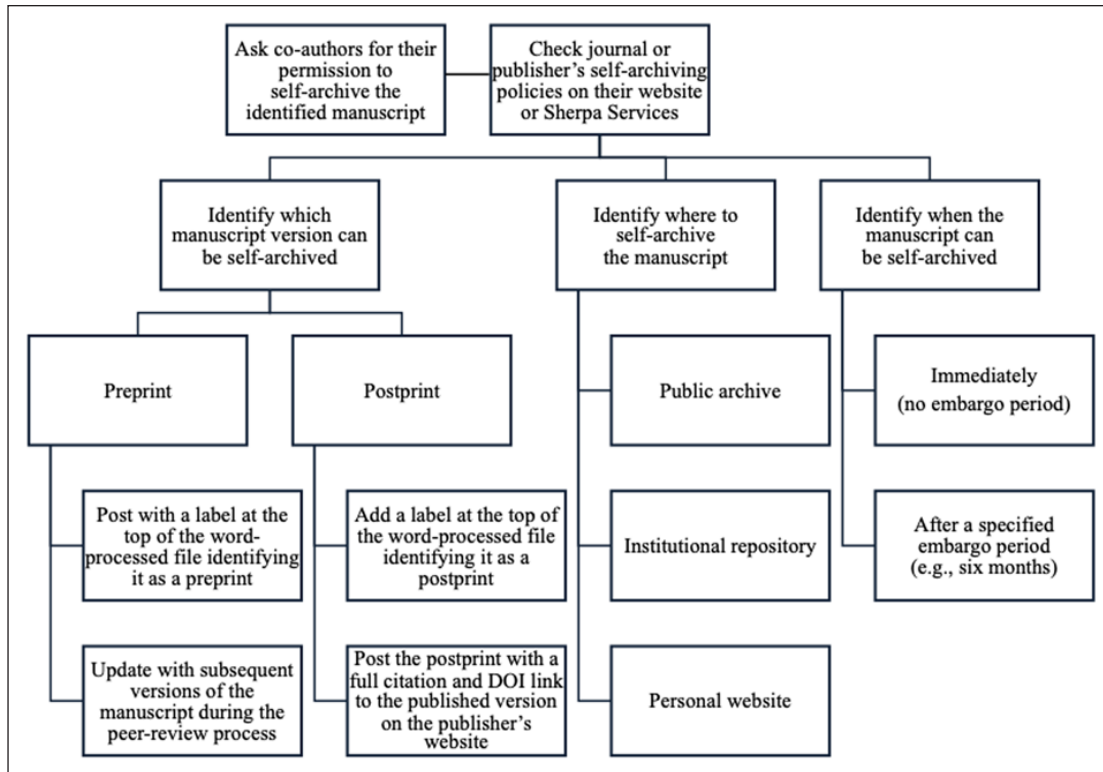 Ask co-authors for their
permission to
self-archive the
identified manuscript
Check journal or
publisher's self-archiving
policies on their website
or Sherpa Services
Identify which
manuscript version can
be self-archived
Identify where to
self-archive
the manuscript
Identify when the
manuscript can
be self-archived
Preprint
Postprint
Public archive
Immediately
(no embargo period)
Post with a label at the
top of the word-
processed file identifying
it as a preprint
Add a label at the top of
the word-processed file
identifying it as a
postprint
Institutional repository
After a specified
embargo period
(e.g., six months)
Update with subsequent
versions of the
manuscript during the
peer-review process
Post the postprint with a
full citation and DOI link
to the published version
on the publisher's
website
Personal website